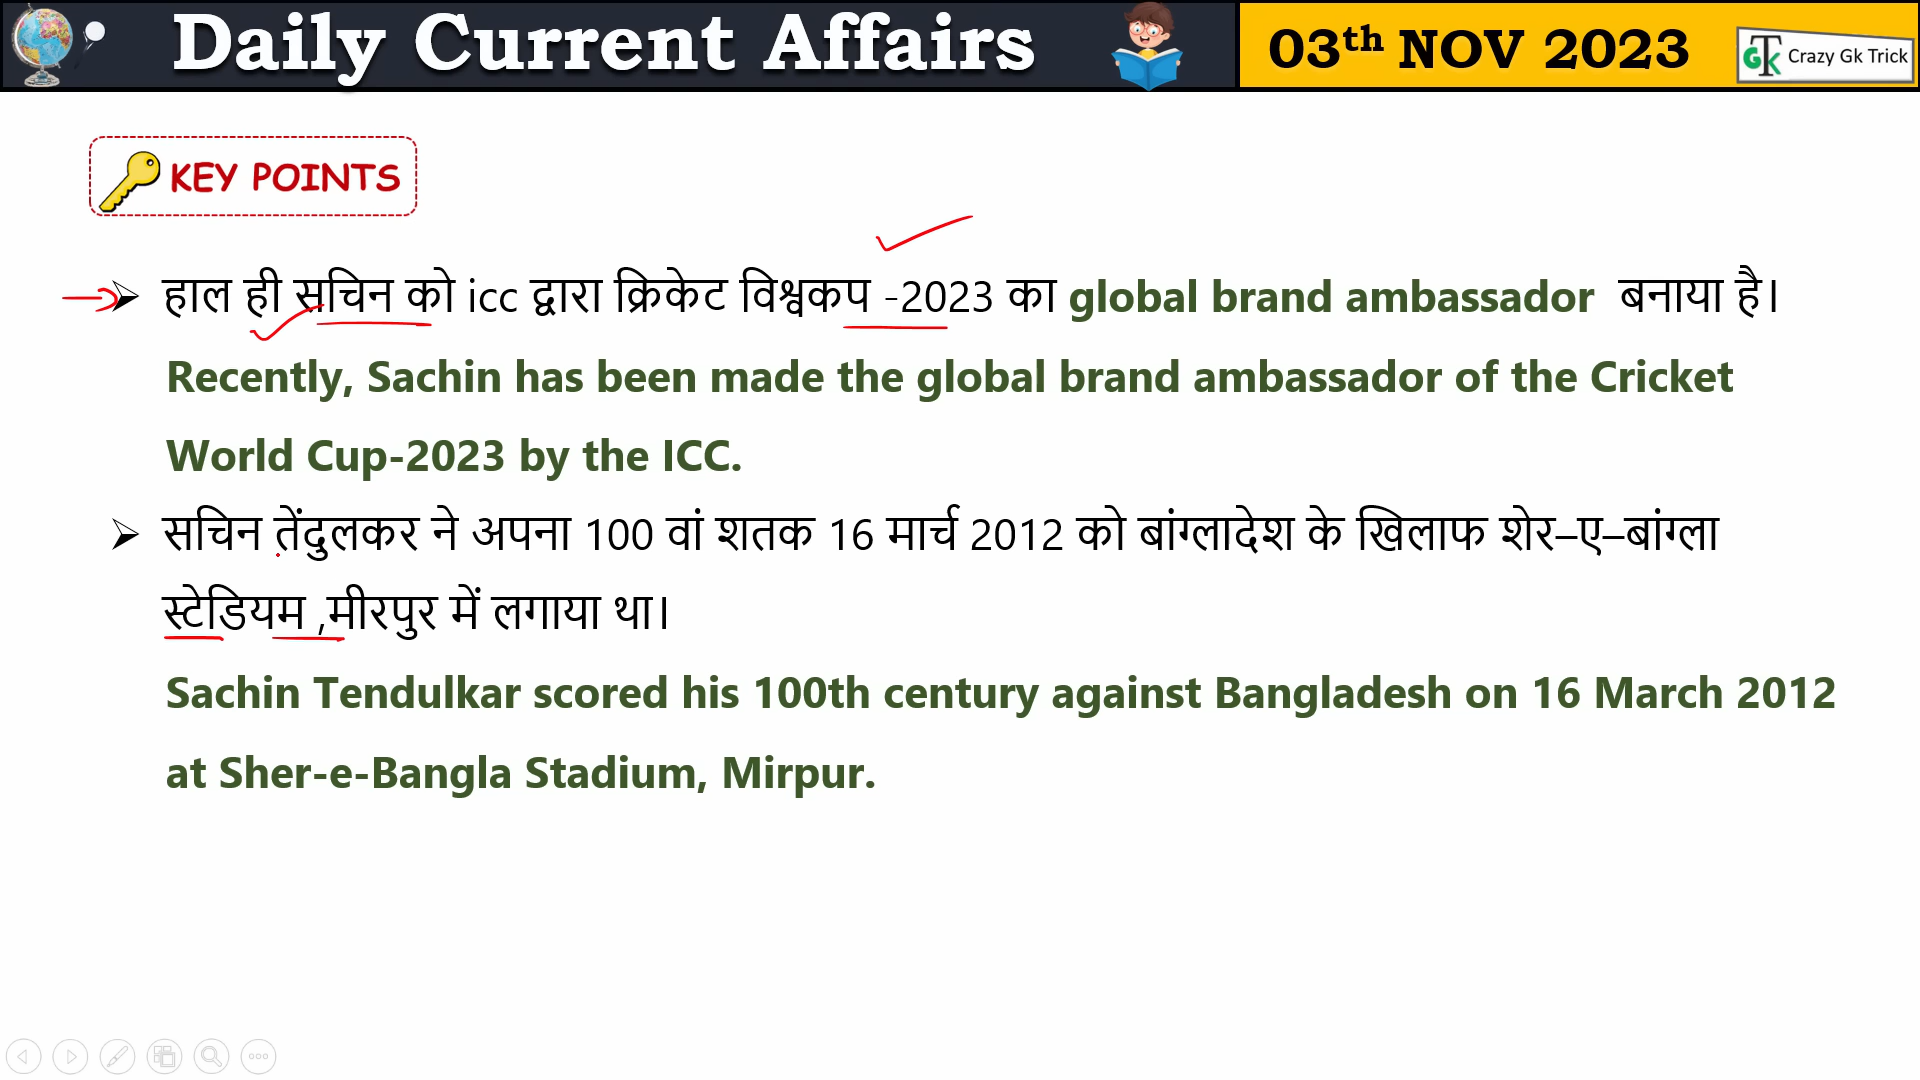 Daily Current Affairs
03th NOV 2023
GTK Crazy Gk Trick
KEY POINTS
हाल ही सचिन को icc द्वारा क्रिकेट विश्वकप -2023 का global brand ambassador बनाया है।
Recently, Sachin has been made the global brand ambassador of the Cricket
World Cup-2023 by the ICC.
सचिन तेंदुलकर ने अपना 100 वां शतक 16 मार्च 2012 को बांग्लादेश के खिलाफ शेर–ए–बांग्ला
स्टेडियम ,मीरपुर में लगाया था।
Sachin Tendulkar scored his 100th century against Bangladesh on 16 March 2012
at Sher-e-Bangla Stadium, Mirpur.